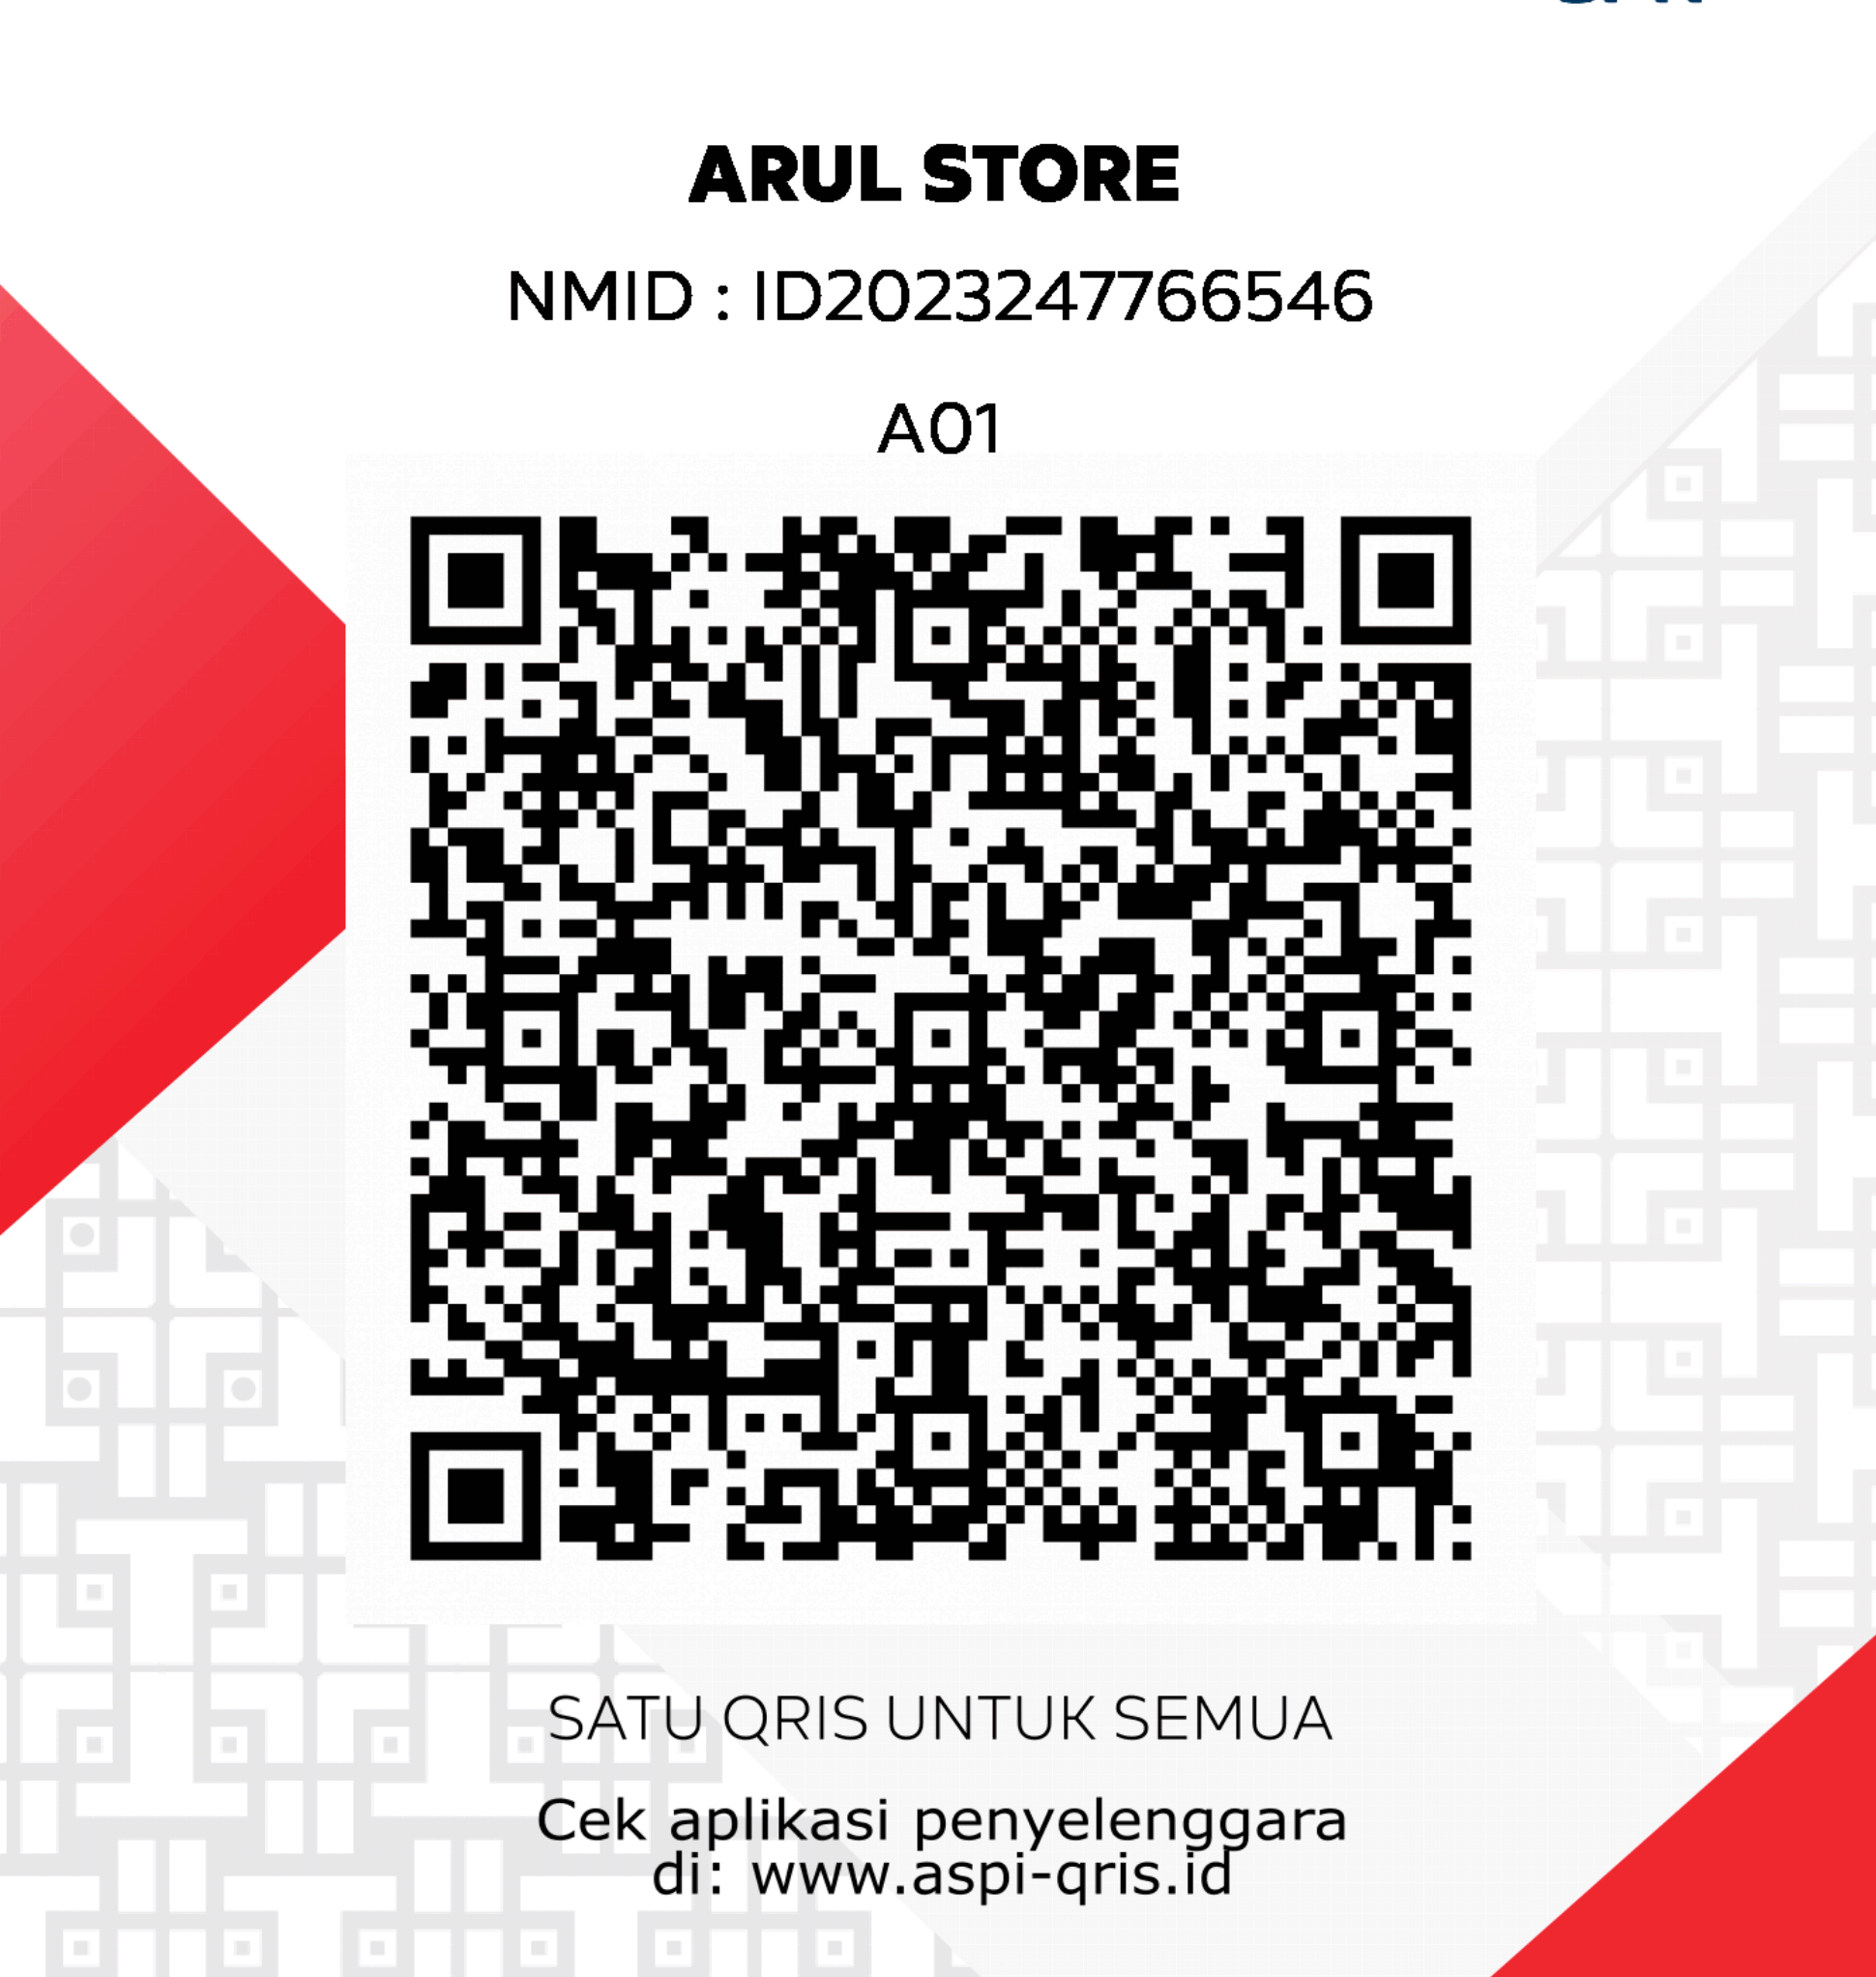 ARUL STORE
NMID : ID2023247766546
A01
SATU QRIS UNTUK SEMUA
Cek aplikasi penyelenggara
di: www.aspi-qris.id